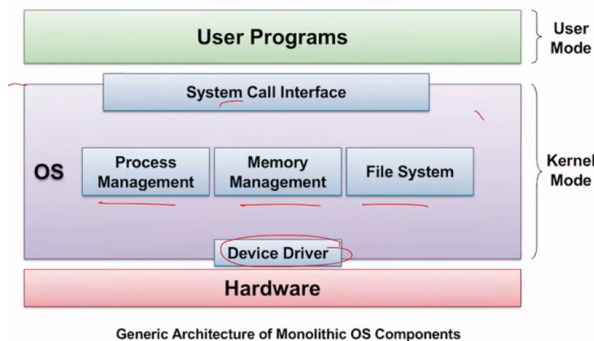 User Programs
User
Mode
System Call Interface
OS
Process
Management
Memory
Management
File System
Kernel
Mode
Device Driver
Hardware
Generic Architecture of Monolithic OS Components